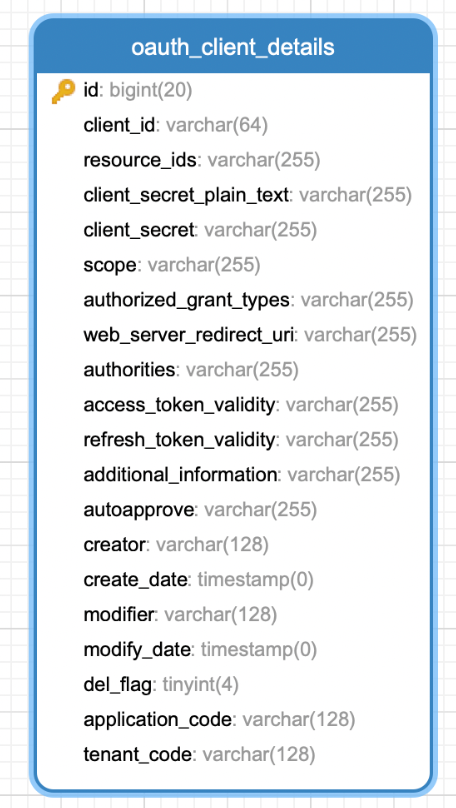 oauth_client_details
id: bigint(20)
client_id: varchar(64)
resource_ids: varchar(255)
client_secret_plain_text: varchar(255)
client_secret: varchar(255)
scope: varchar(255)
authorized_grant_types: varchar(255)
web_server_redirect_uri: varchar(255)
authorities: varchar(255)
access_token_validity: varchar(255)
refresh_token_validity: varchar(255)
additional_information: varchar(255)
autoapprove: varchar(255)
creator: varchar(128)
create_date: timestamp(0)
modifier: varchar(128)
modify_date: timestamp(0)
del_flag: tinyint(4)
application_code: varchar(128)
tenant_code: varchar(128)